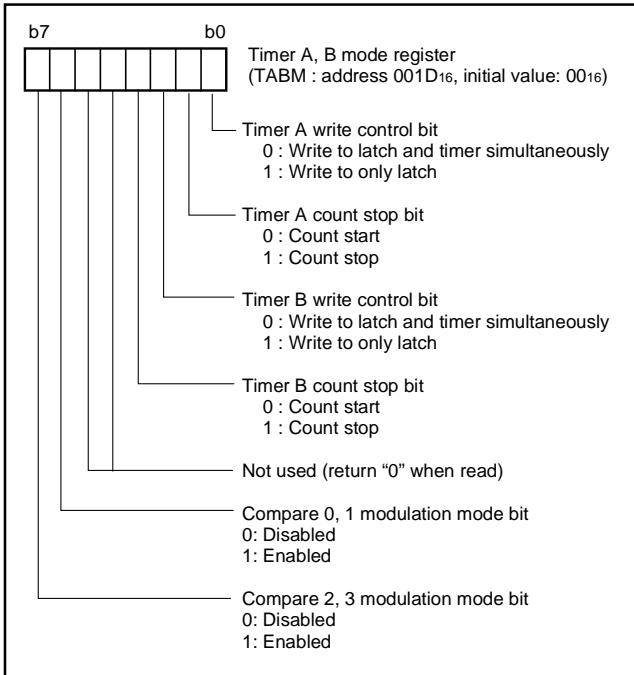 b7 b0
Timer A, B mode register
(TABM : address 001D16, initial value: 0016)
Timer A write control bit
0 : Write to latch and timer simultaneously
1 : Write to only latch
Timer A count stop bit
0 : Count start
1 : Count stop
Timer B write control bit
0 : Write to latch and timer simultaneously
1 : Write to only latch
Timer B count stop bit
0 : Count start
1 : Count stop
Not used (return “0” when read)
Compare 0, 1 modulation mode bit
0: Disabled
1: Enabled
Compare 2, 3 modulation mode bit
0: Disabled
1: Enabled